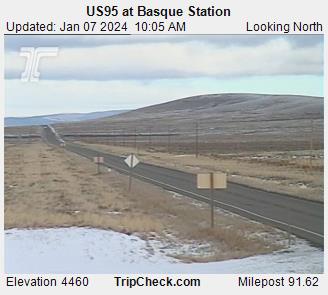 US95 at Basque Station
Updated: Jan 07 2024 10:05 AM Looking North
Elevation 4460 TripCheck.com Milepost 91.62